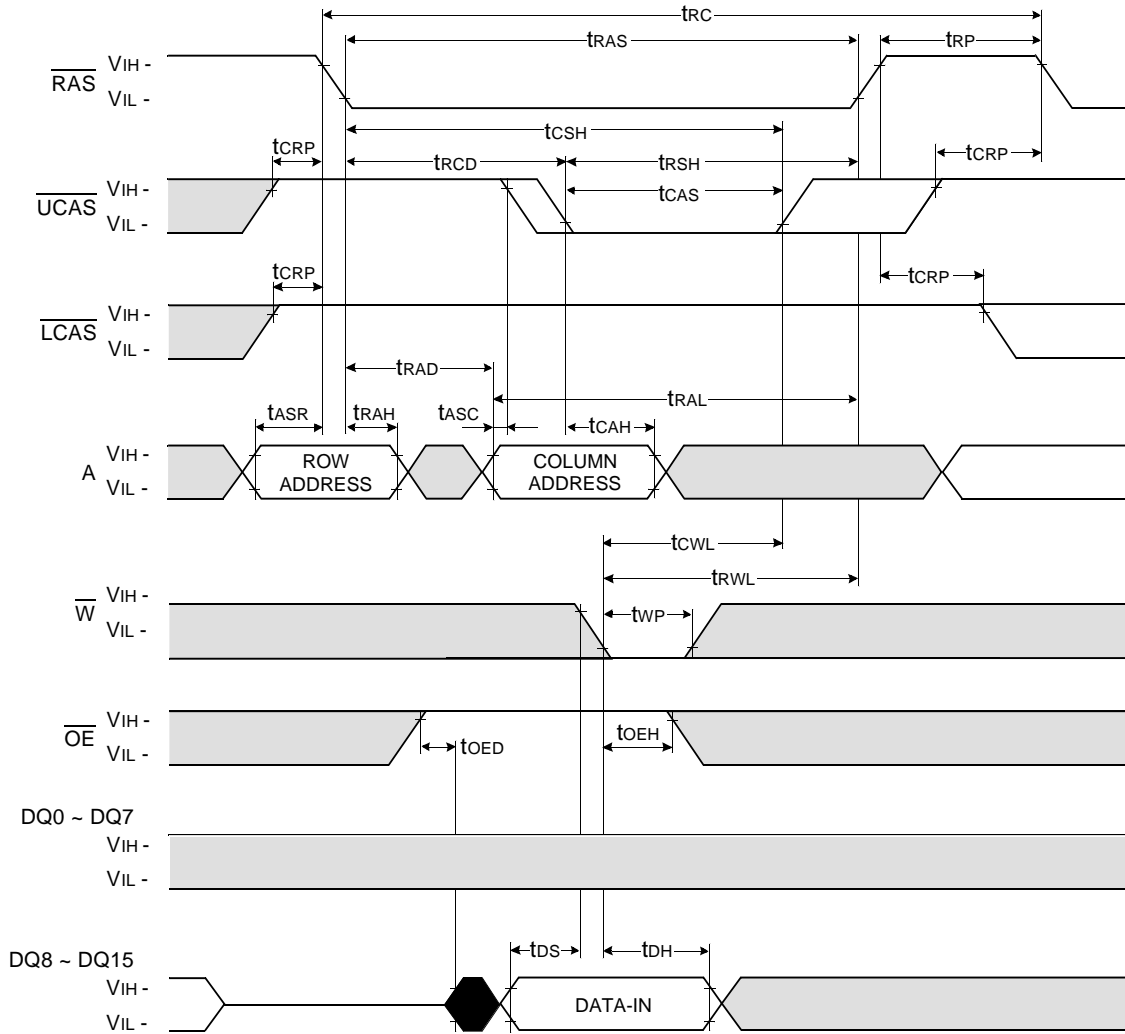 tRC
tRAS
tRP
RAS
VIH -
VIL -
tCSH
tCRP
tRCD
tRSH
tCRP
UCAS
VIH -
VIL -
tCAS
tCRP
tCRP
LCAS
VIH -
VIL -
tRAD
tRAL
tASR
tRAH
tASC
tCAH
A
VIH -
VIL -
ROW
ADDRESS
COLUMN
ADDRESS
tCWL
tRWL
W
VIH -
VIL -
tWP
OE
VIH -
VIL -
tOED
tOEH
DQ0 ~ DQ7
VIH -
VIL -
tDS
tDH
DQ8 ~ DQ15
VIH -
VIL -
DATA-IN